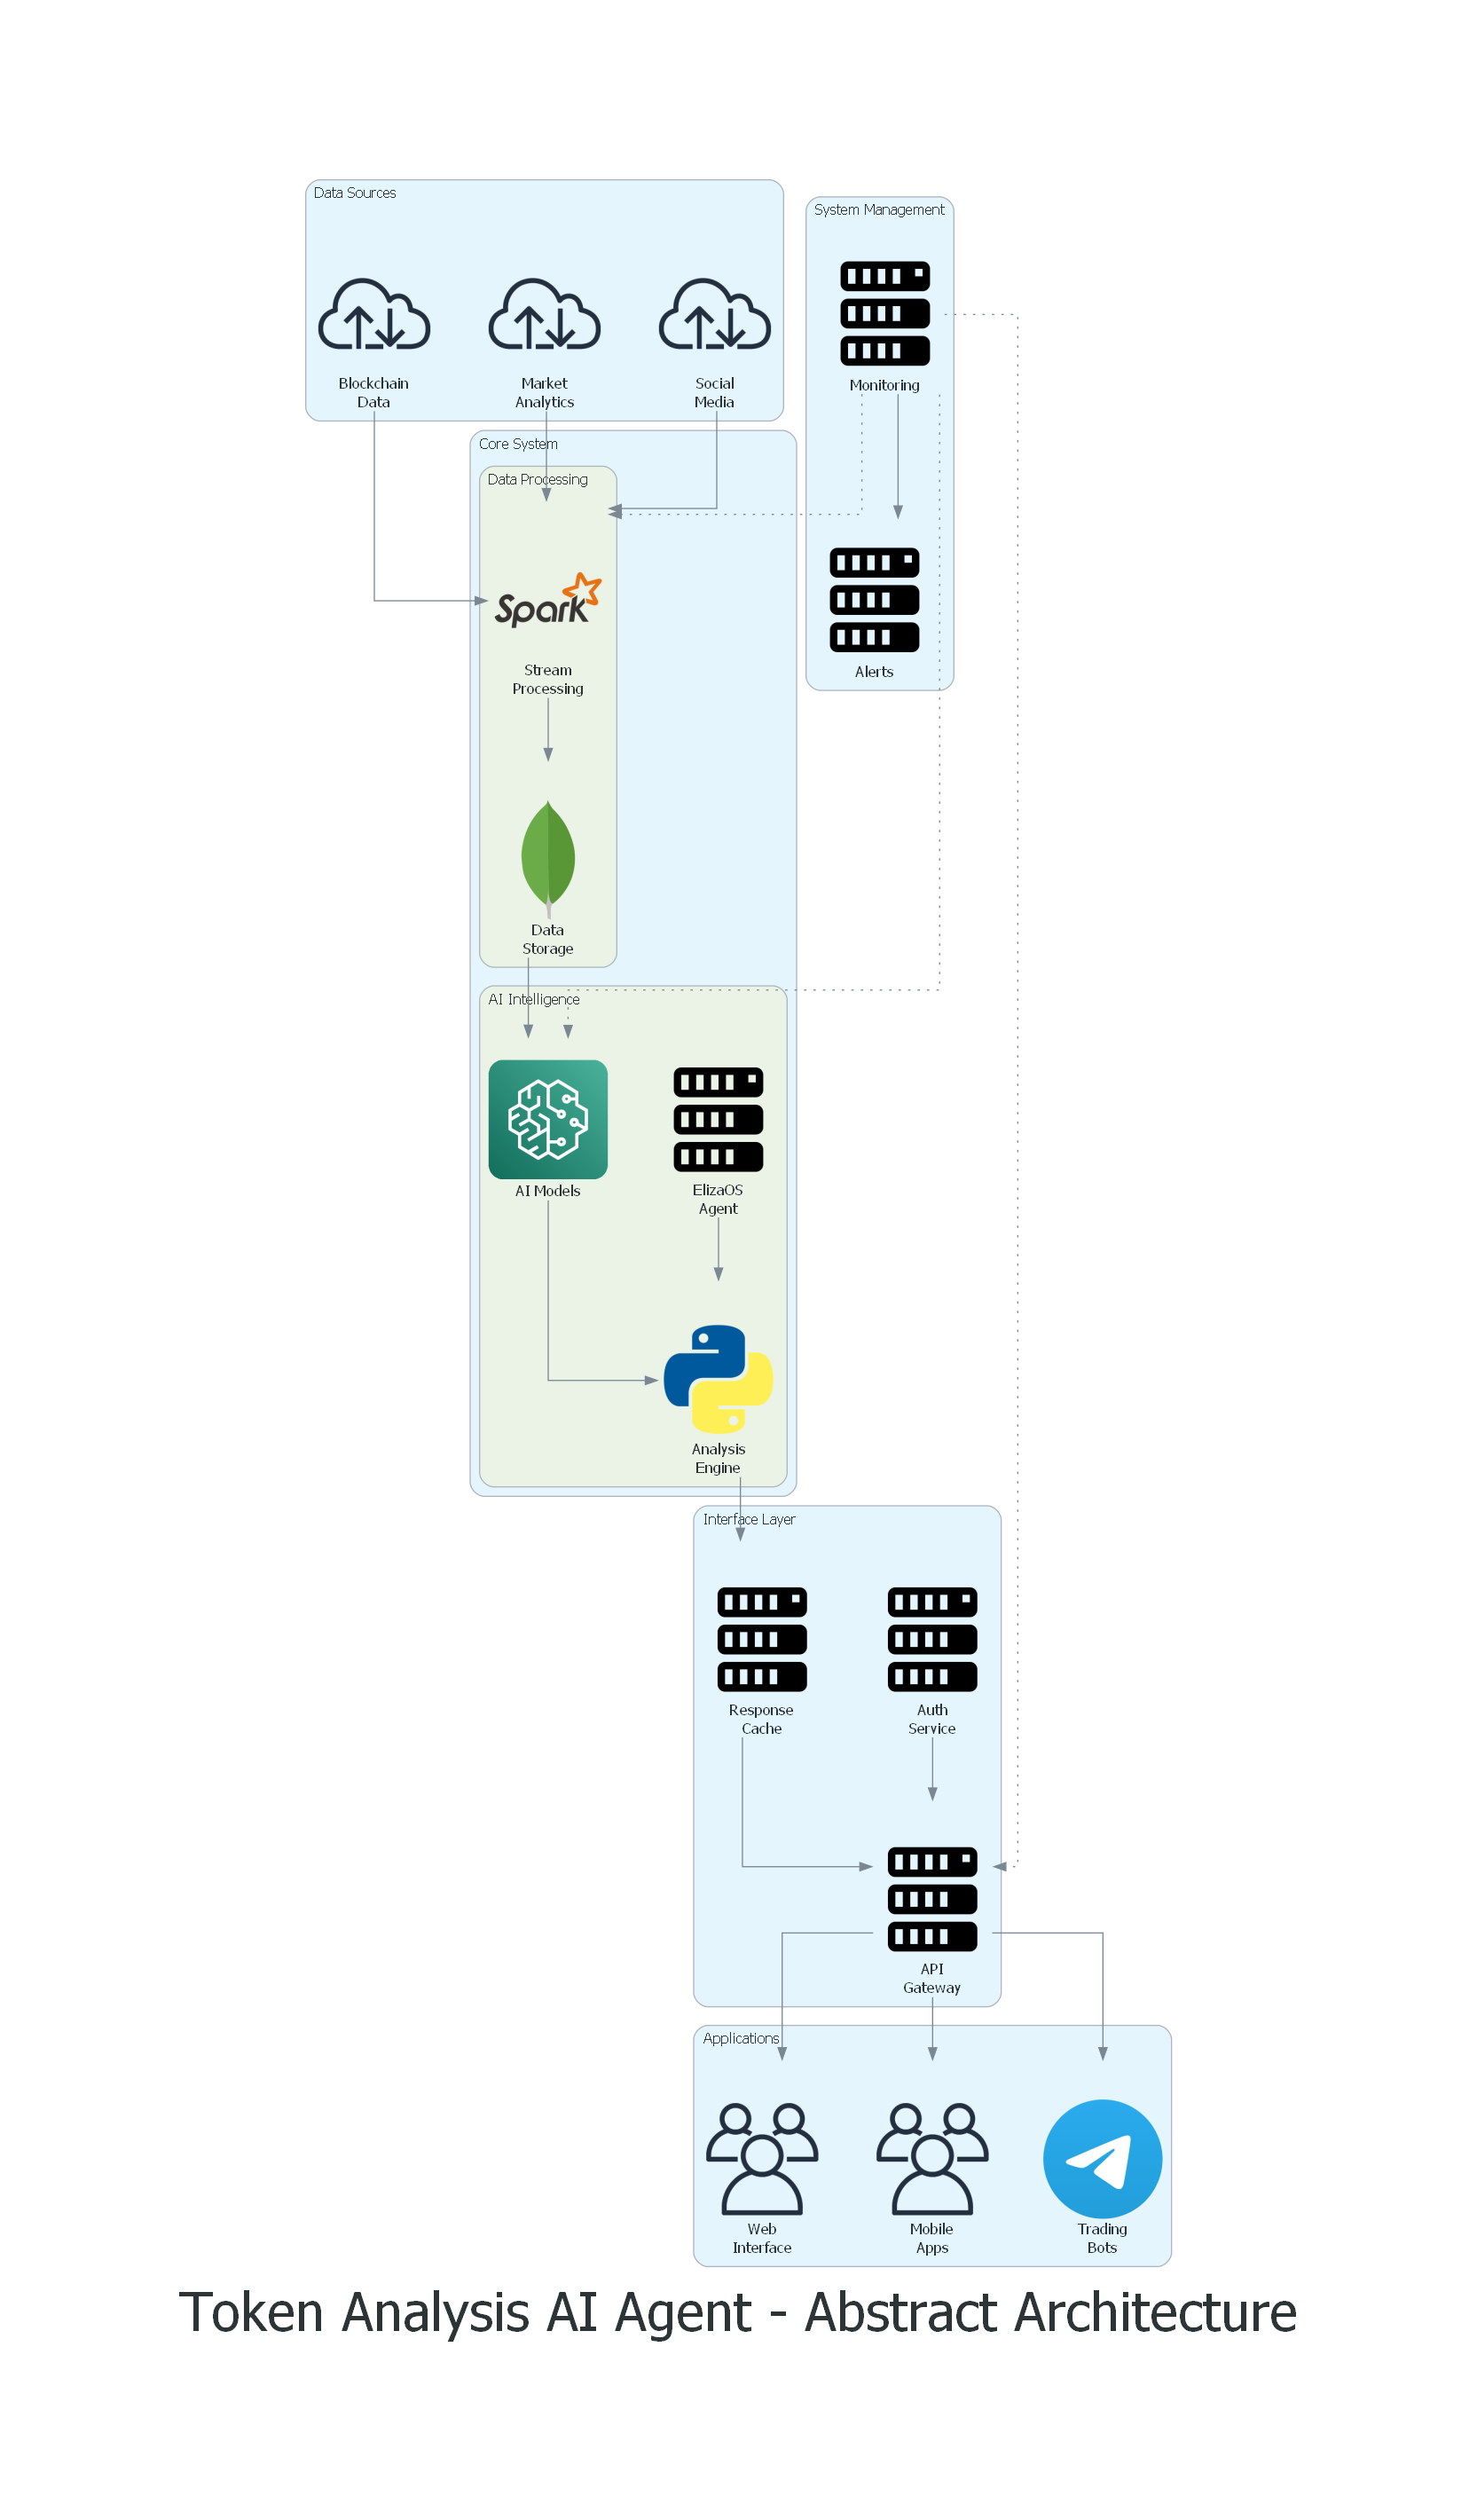 Data Sources
System Management
Blockchain
Data
Market
Analytics
Social
Media
Monitoring
Core System
Data Processing
Spark
Stream
Processing
Alerts
Data
Storage
AI Intelligence
AI Models
ElizaOS
Agent
Analysis
Engine
Interface Layer
Response
Cache
Auth
Service
API
Gateway
Applications
Web
Interface
Mobile
Apps
Trading
Bots
Token Analysis AI Agent - Abstract Architecture